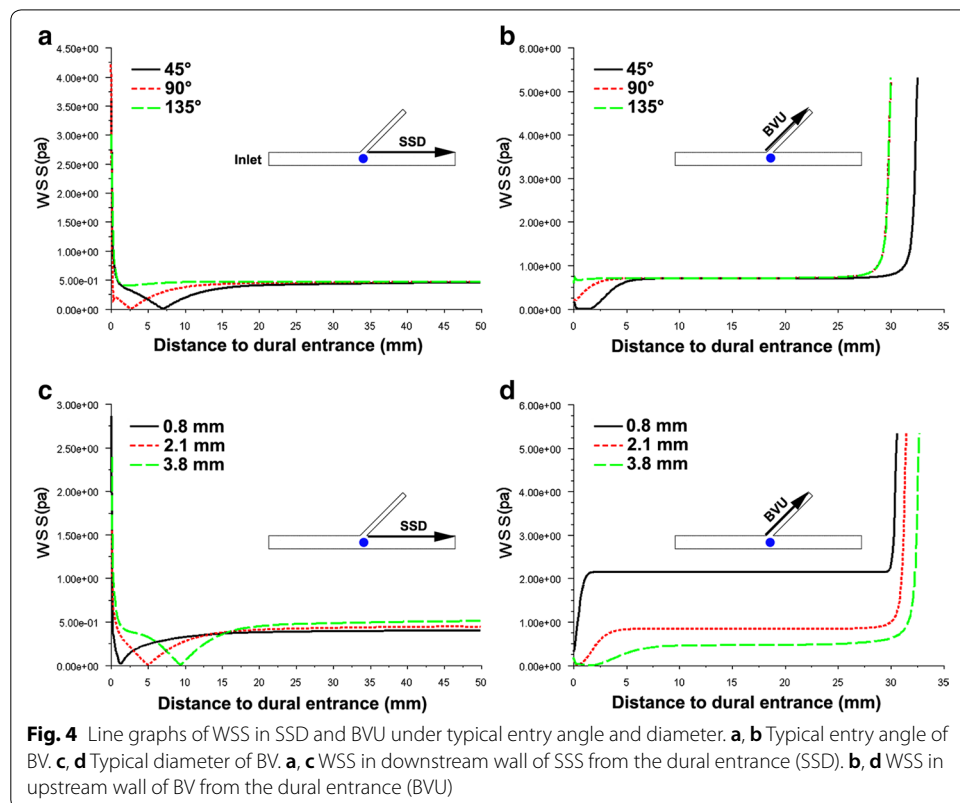 a
4.50e+00
4.00e+00
3.50e+00
3.00e+00
2.50e+00
2.00e+00
1.50e+00
1.00e+00
5.00e-01
0.00e+00
WSS(pa)
45°
90°
135°
Inlet
SSD
0 5 10 15 20 25 30 35 40 45 50
Distance to dural entrance (mm)
b
6.00e+00
5.00e+00
4.00e+00
3.00e+00
2.00e+00
1.00e+00
0.00e+00
WSS(pa)
45°
90°
135°
BVU
0 5 10 15 20 25 30 35
Distance to dural entrance (mm)
c
3.00e+00
2.50e+00
2.00e+00
1.50e+00
1.00e+00
5.00e-01
0.00e+00
WSS(pa)
0.8 mm
2.1 mm
3.8 mm
SSD
0 5 10 15 20 25 30 35 40 45 50
Distance to dural entrance (mm)
d
6.00e+00
5.00e+00
4.00e+00
3.00e+00
2.00e+00
1.00e+00
0.00e+00
WSS(pa)
0.8 mm
2.1 mm
3.8 mm
BVU
0 5 10 15 20 25 30 35
Distance to dural entrance (mm)
Fig. 4 Line graphs of WSS in SSD and BVU under typical entry angle and diameter. a, b Typical entry angle of
BV. c, d Typical diameter of BV. a, c WSS in downstream wall of SSS from the dural entrance (SSD). b, d WSS in
upstream wall of BV from the dural entrance (BVU)